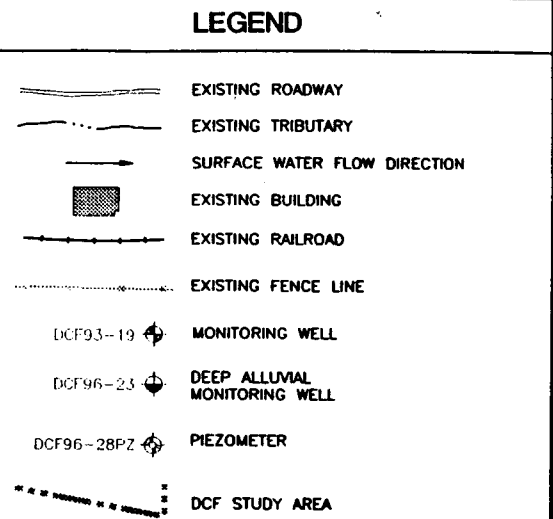 LEGEND
EXISTING ROADWAY
EXISTING TRIBUTARY
SURFACE WATER FLOW DIRECTION
EXISTING BUILDING
EXISTING RAILROAD
EXISTING FENCE LINE
DCF93-19 MONITORING WELL
DCF96-23 DEEP ALLUVIAL
MONITORING WELL
DCF96-28PZ PIEZOMETER
DCF STUDY AREA